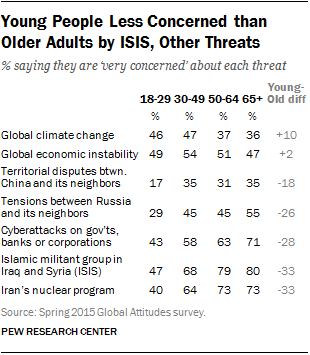 Young People Less Concerned than
Older Adults by ISIS, Other Threats
% saying they are ‘very concerned’ about each threat
18-29 30-49 50-64 65+ Young-Old diff
% % % %
Global climate change 46 47 37 36 +10
Global economic instability 49 54 51 47 +2
Territorial disputes btwn.
China and its neighbors 17 35 31 35 -18
Tensions between Russia
and its neighbors 29 45 45 55 -26
Cyberattacks on gov'ts,
banks or corporations 43 58 63 71 -28
Islamic militant group in
Iraq and Syria (ISIS) 47 68 79 80 -33
Iran's nuclear program 40 64 73 73 -33
Source: Spring 2015 Global Attitudes survey.
PEW RESEARCH CENTER